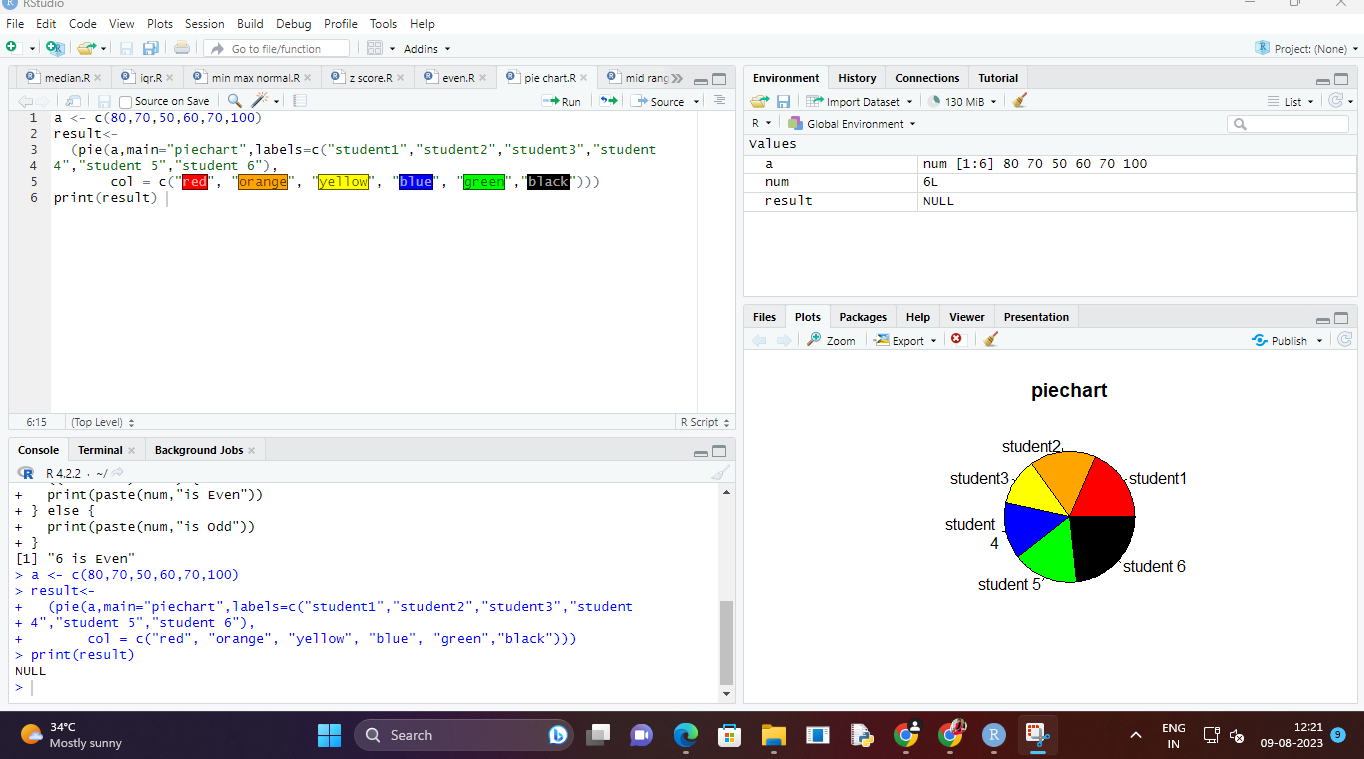 RStudio
File Edit Code View Plots Session Build Debug Profile Tools Help
Go to file/function Addins Project: (None)
median.R iqr.R min max normal.R z score.R even.R pie chart.R mid rang
Source on Save Run Source
1 a <- c(80,70,50,60,70,100)
2 result<-
3 (pie(a,main="piechart",labels=c("student1","student2","student3","student
4 4","student 5","student 6"),
5 col = c("red", "orange", "yellow", "blue", "green","black")))
6 print(result)
6:15 (Top Level) R Script
Console Terminal Background Jobs
R 4.2.2 · ~/
+ print(paste(num,"is Even"))
+ } else {
+ print(paste(num,"is Odd"))
+ }
[1] "6 is Even"
> a <- c(80,70,50,60,70,100)
> result<-
+ (pie(a,main="piechart",labels=c("student1","student2","student3","student
+ 4","student 5","student 6"),
+ col = c("red", "orange", "yellow", "blue", "green","black")))
> print(result)
NULL
>
Environment History Connections Tutorial
Import Dataset 130 MiB List
R Global Environment
Values
a num [1:6] 80 70 50 60 70 100
num 6L
result NULL
Files Plots Packages Help Viewer Presentation
Zoom Export Publish
piechart
student2
student3 student1
student
4
student 6
student 5
34°C
Mostly sunny
Search
ENG
IN
12:21
09-08-2023
9